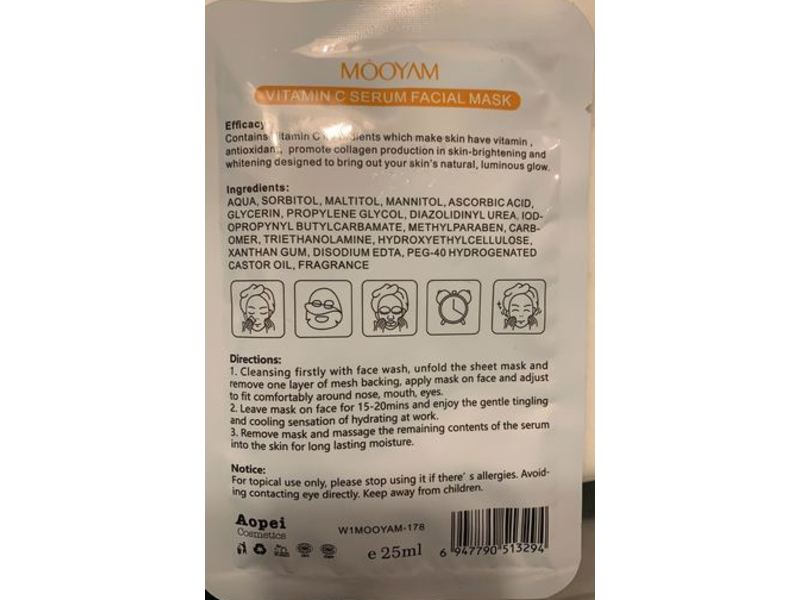 MOOYAM
VITAMIN C SERUM FACIAL MASK
Efficacy
Contains vitamin C which make skin have vitamin ,
antioxidant, promote collagen production in skin-brightening and
whitening designed to bring out your skin's natural, luminous glow.
Ingredients:
AQUA, SORBITOL, MALTITOL, MANNITOL, ASCORBIC ACID,
GLYCERIN, PROPYLENE GLYCOL, DIAZOLIDINYL UREA, IOD-
OPROPYNYL BUTYLCARBAMATE, METHYLPARABEN, CARB-
OMER, TRIETHANOLAMINE, HYDROXYETHYLCELLULOSE,
XANTHAN GUM, DISODIUM EDTA, PEG-40 HYDROGENATED
CASTOR OIL, FRAGRANCE
Directions:
1. Cleansing firstly with face wash, unfold the sheet mask and
remove one layer of mesh backing, apply mask on face and adjust
to fit comfortably around nose, mouth, eyes.
2. Leave mask on face for 15-20mins and enjoy the gentle tingling
and cooling sensation of hydrating at work.
3. Remove mask and massage the remaining contents of the serum
into the skin for long lasting moisture.
Notice:
For topical use only, please stop using it if there's allergies. Avoid-
ing contacting eye directly. Keep away from children.
Aopei
Cosmetics
W1MOOYAM-178
e 25ml
6 947790 513294